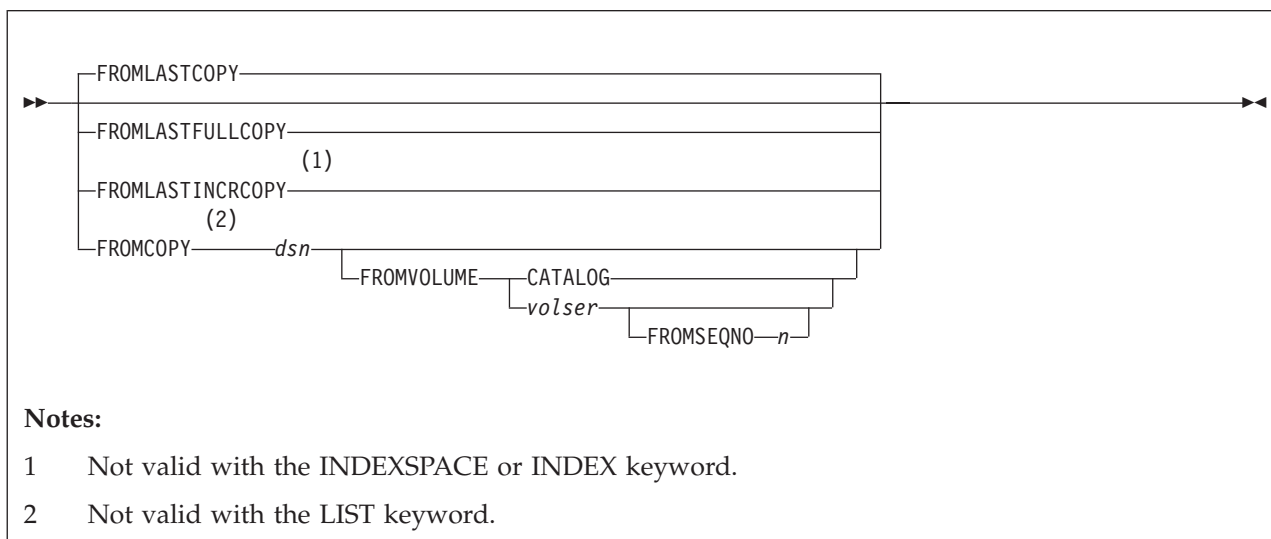 FROMLASTCOPY
FROMLASTFULLCOPY
(1)
FROMLASTINCRCOPY
(2)
FROMCOPY dsn
FROMVOLUME CATALOG
volser
FROMSEQNO n
Notes:
1 Not valid with the INDEXSPACE or INDEX keyword.
2 Not valid with the LIST keyword.